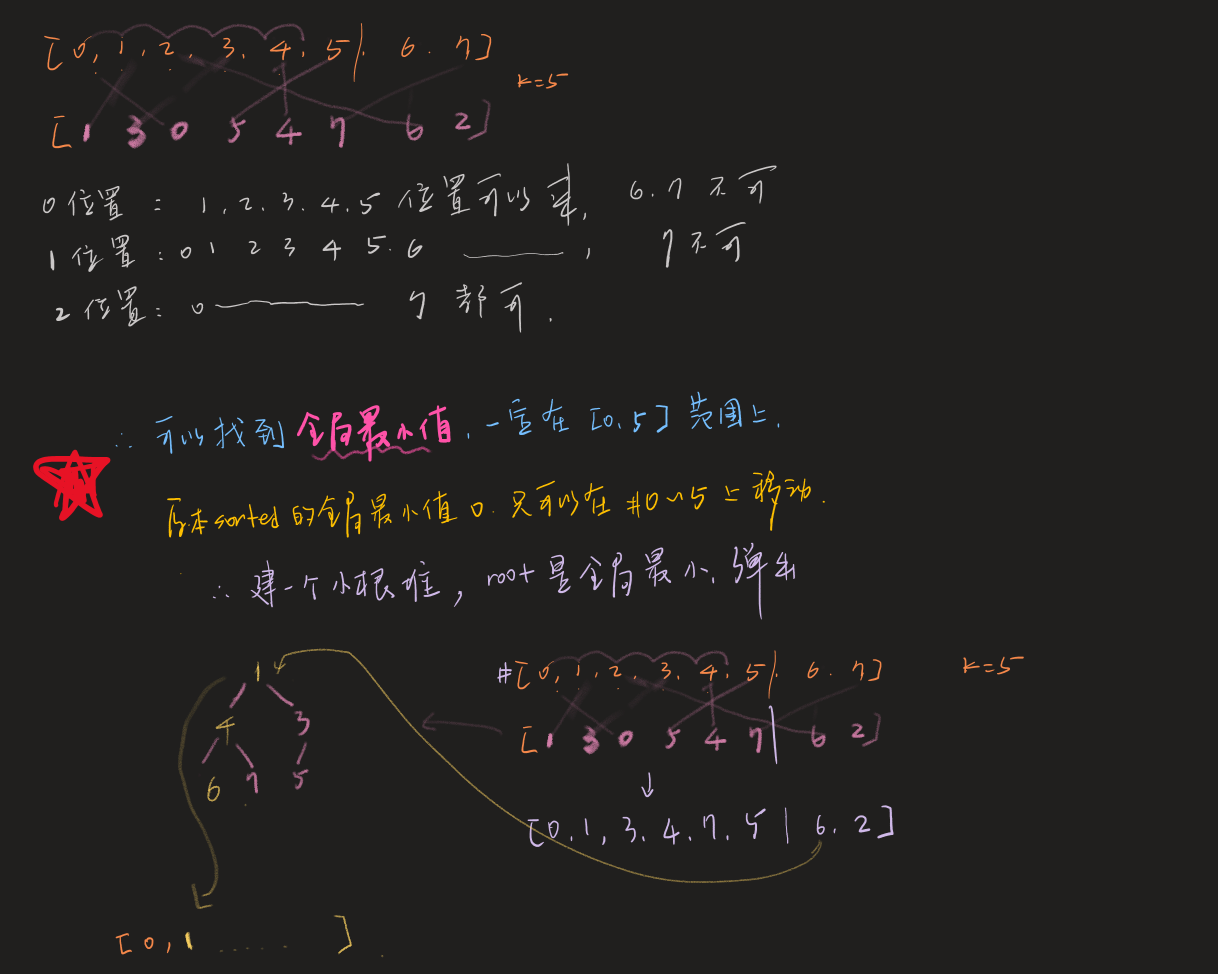 [0, 1, 2, 3, 4, 5|. 6. 7]
k=5
[1 3 0 5 4 7 6 2]
0位置: 1, 2, 3, 4, 5 位置可以来, 6.7 不可
1位置: 0 1 2 3 4 5. 6 ——, 7不可
2位置: 0 —— 7 都可.
∴ 可以找到全局最小值, 一定在 [0, 5] 范围上.
原本sorted的全局最小值 0. 只可以在 #0~5 上移动.
∴ 建一个小根堆, root 是全局最小, 弹出
#[0, 1, 2, 3, 4, 5|. 6. 7] k=5
[1 3 0 5 4 7| 6 2]
↓
[0, 1, 3, 4, 7, 5 | 6. 2]
1
4 3
6 7 5
[0, 1 ...... ]